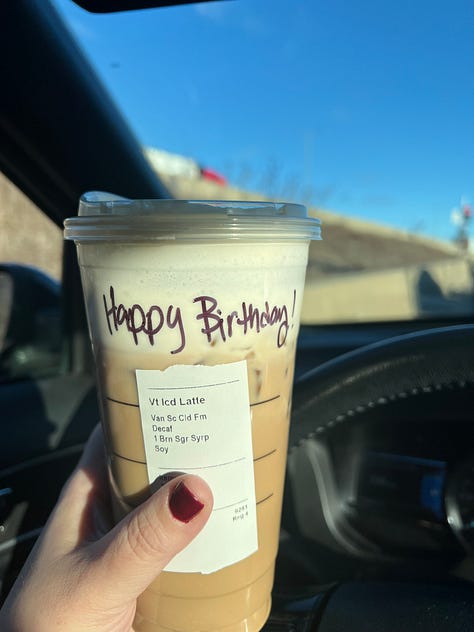 Happy Birthday!
Vt Icd Latte
Van Sc Cld Fm
Decaf
1 Brn Sgr Syrp
Soy